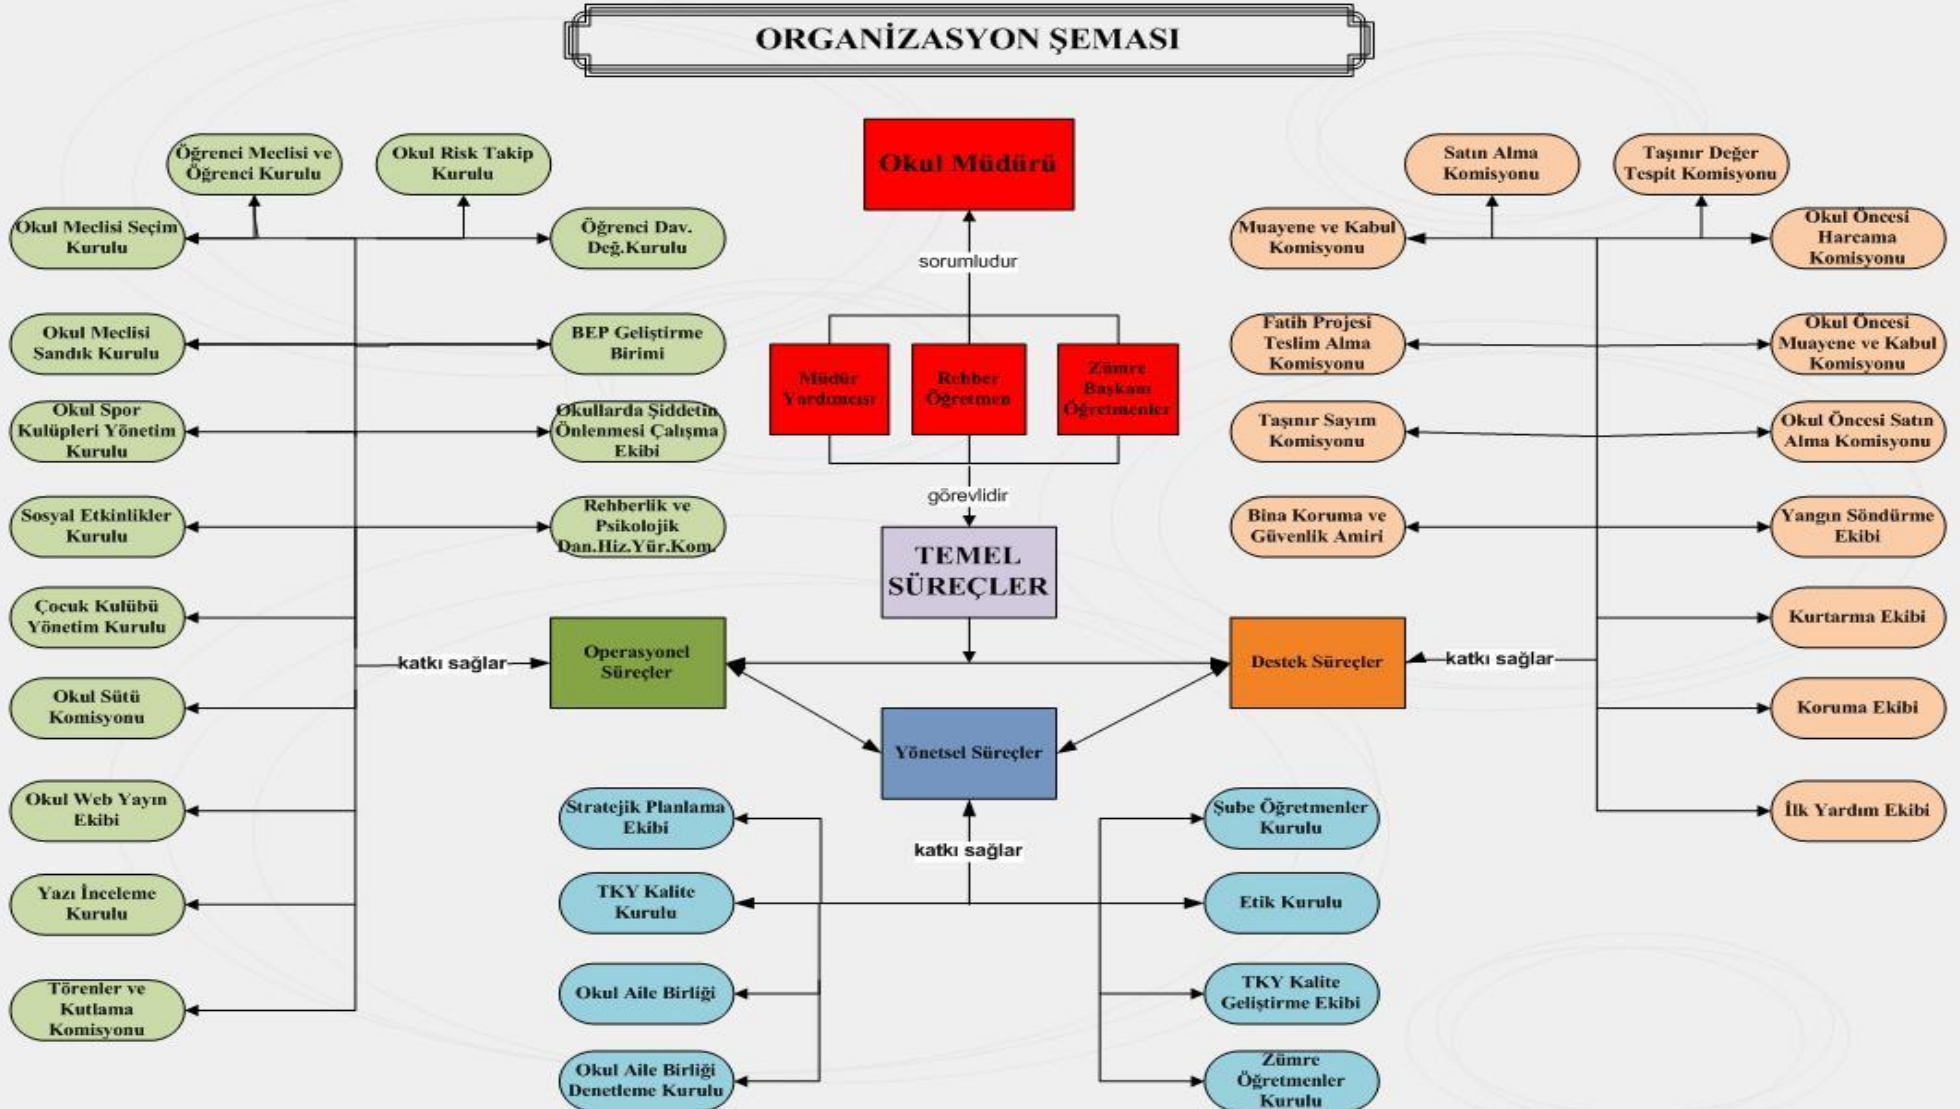 ORGANİZASYON ŞEMASI
Öğrenci Meclisi ve
Öğrenci Kurulu
Okul Risk Takip
Kurulu
Okul Meclisi Seçim
Kurulu
Öğrenci Dav.
Değ.Kurulu
Okul Meclisi
Sandık Kurulu
BEP Geliştirme
Birimi
Okul Spor
Kulüpleri Yönetim
Kurulu
Okullarda Şiddetin
Önlenmesi Çalışma
Ekibi
Sosyal Etkinlikler
Kurulu
Rehberlik ve
Psikolojik
Dan.Hiz.Yür.Kom.
Çocuk Kulübü
Yönetim Kurulu
Okul Sütü
Komisyonu
Okul Web Yayın
Ekibi
Yazı İnceleme
Kurulu
Törenler ve
Kutlama
Komisyonu
katkı sağlar
Okul Müdürü
sorumludur
Müdür
Yardımcısı
Rehber
Öğretmen
Zümre
Başkanı
Öğretmenler
görevlidir
TEMEL
SÜREÇLER
Operasyonel
Süreçler
Destek Süreçler
Yönetsel Süreçler
katkı sağlar
Stratejik Planlama
Ekibi
Şube Öğretmenler
Kurulu
TKY Kalite
Kurulu
Etik Kurulu
Okul Aile Birliği
TKY Kalite
Geliştirme Ekibi
Okul Aile Birliği
Denetleme Kurulu
Zümre
Öğretmenler
Kurulu
Satın Alma
Komisyonu
Taşınır Değer
Tespit Komisyonu
Muayene ve Kabul
Komisyonu
Okul Öncesi
Harcama
Komisyonu
Fatih Projesi
Teslim Alma
Komisyonu
Okul Öncesi
Muayene ve Kabul
Komisyonu
Taşınır Sayım
Komisyonu
Okul Öncesi Satın
Alma Komisyonu
Bina Koruma ve
Güvenlik Amiri
Yangın Söndürme
Ekibi
Kurtarma Ekibi
katkı sağlar
Koruma Ekibi
İlk Yardım Ekibi